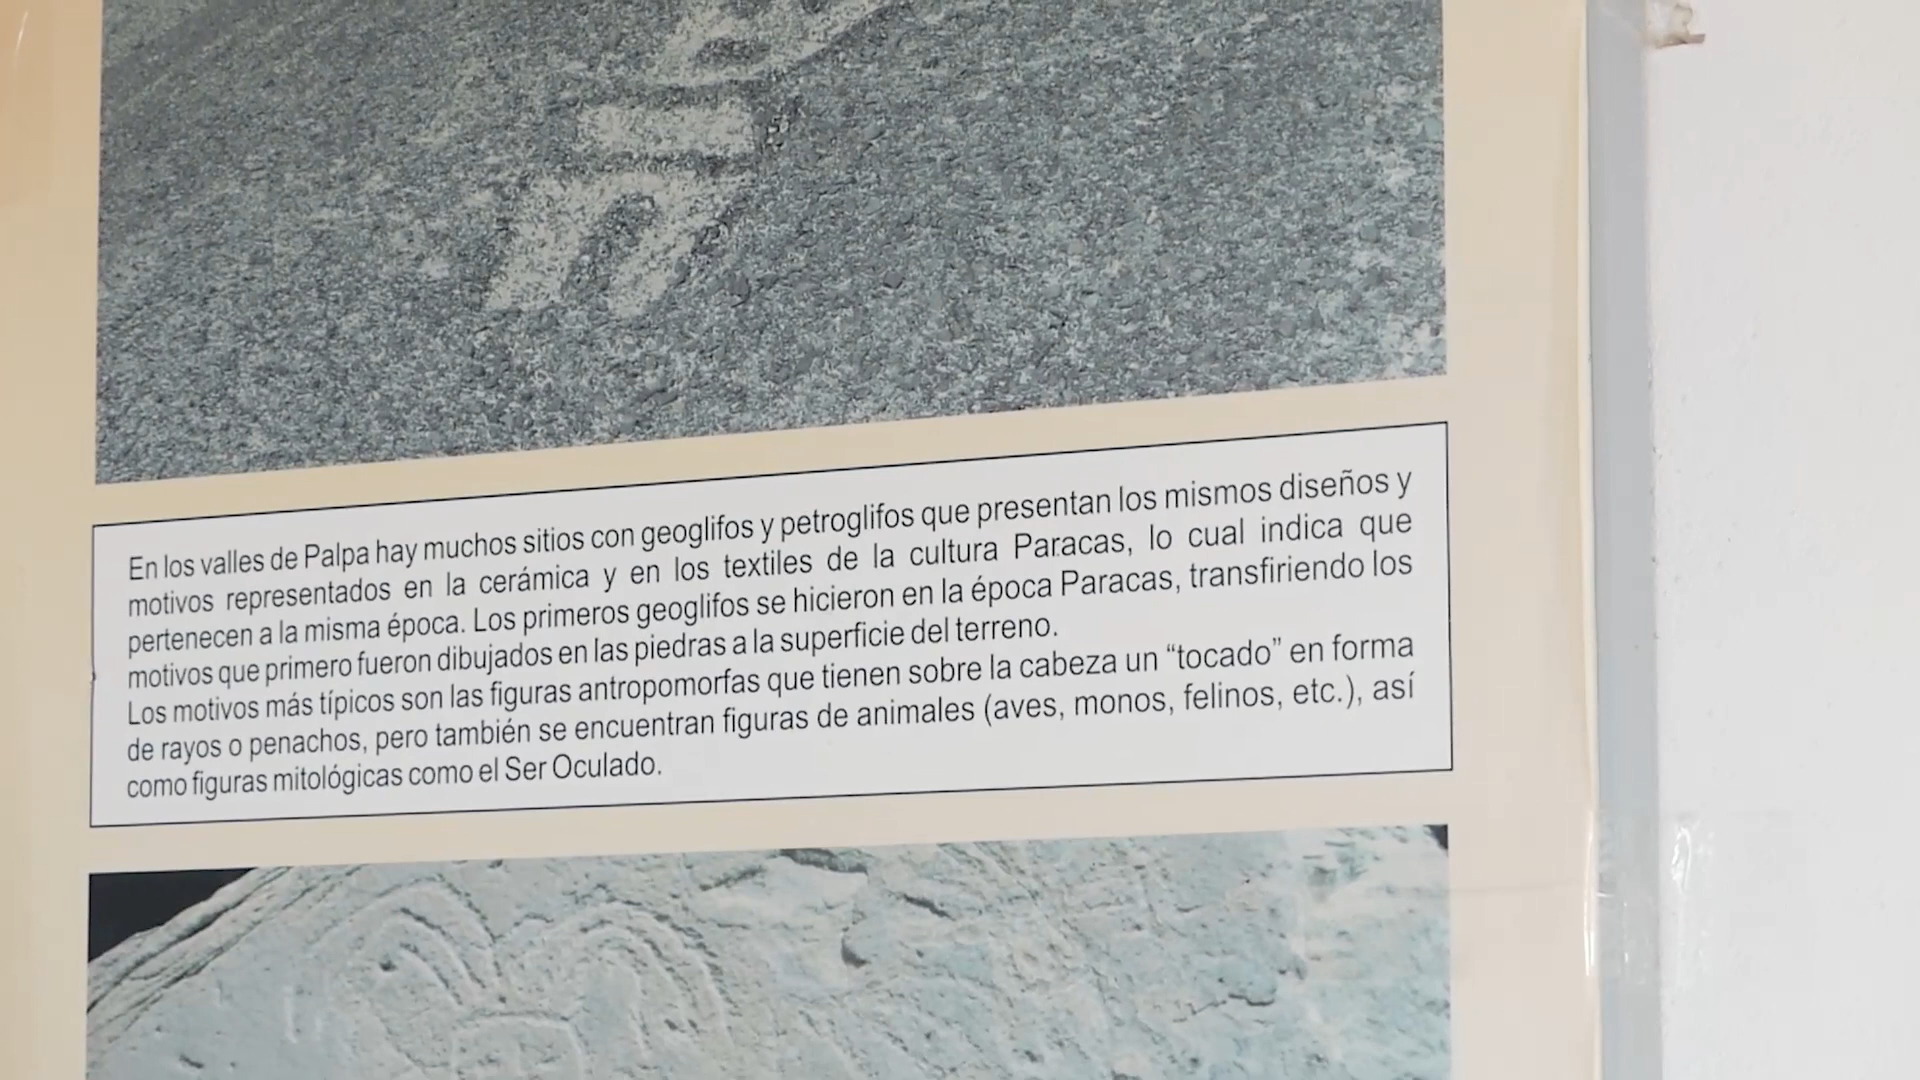 En los valles de Palpa hay muchos sitios con geoglifos y petroglifos que presentan los mismos diseños y
motivos representados en la cerámica y en los textiles de la cultura Paracas, lo cual indica que
pertenecen a la misma época. Los primeros geoglifos se hicieron en la época Paracas, transfiriendo los
motivos que primero fueron dibujados en las piedras a la superficie del terreno.
Los motivos más típicos son las figuras antropomorfas que tienen sobre la cabeza un “tocado” en forma
de rayos o penachos, pero también se encuentran figuras de animales (aves, monos, felinos, etc.), así
como figuras mitológicas como el Ser Oculado.